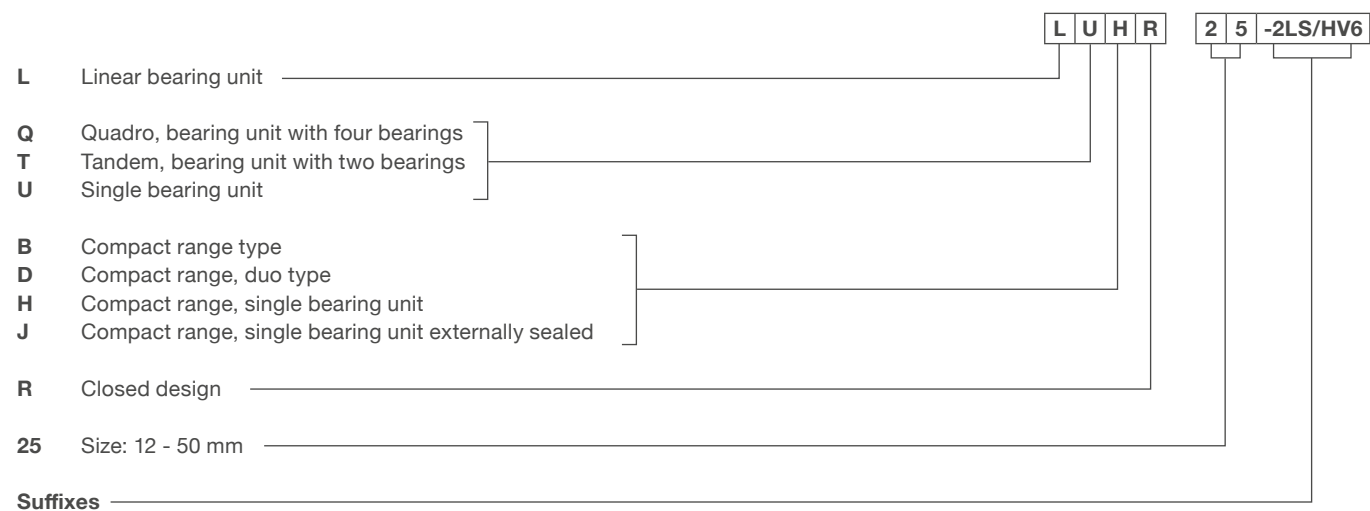 L U H R 2 5 -2LS/HV6
L Linear bearing unit
Q Quadro, bearing unit with four bearings
T Tandem, bearing unit with two bearings
U Single bearing unit
B Compact range type
D Compact range, duo type
H Compact range, single bearing unit
J Compact range, single bearing unit externally sealed
R Closed design
25 Size: 12 - 50 mm
Suffixes